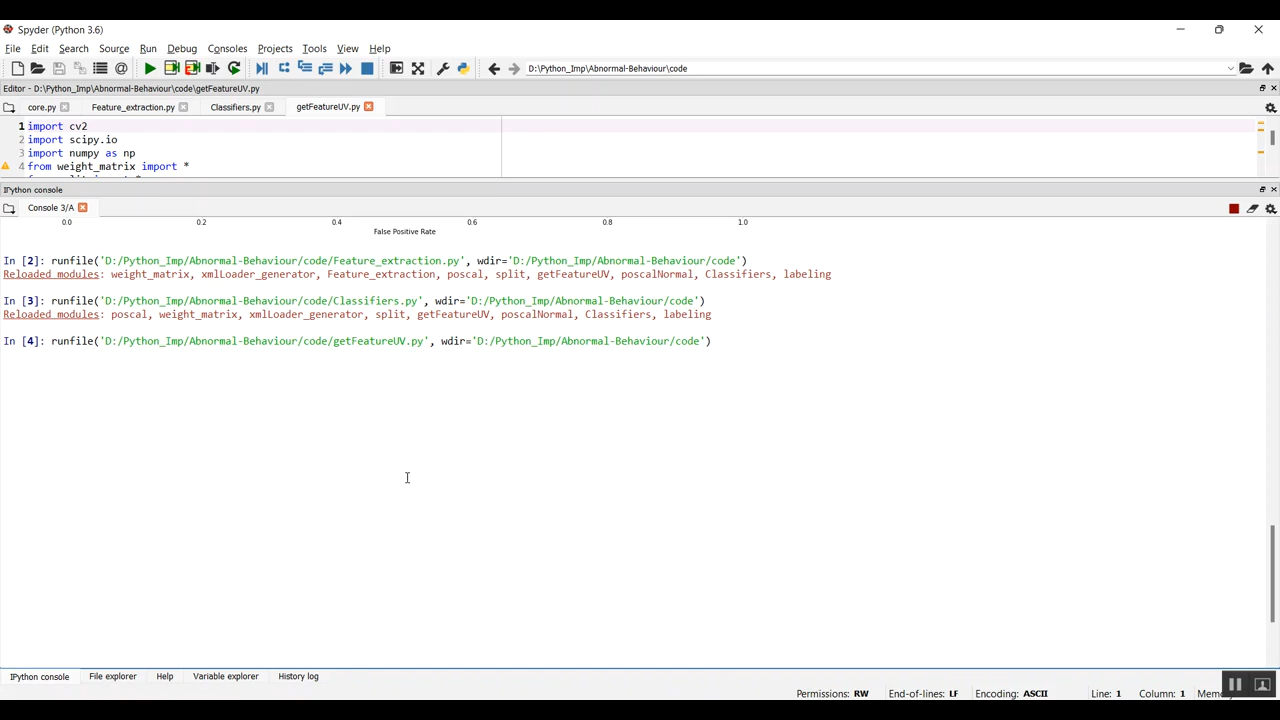 Spyder (Python 3.6)
File Edit Search Source Run Debug Consoles Projects Tools View Help
D:\Python_Imp\Abnormal-Behaviour\code
Editor - D:\Python_Imp\Abnormal-Behaviour\code\getFeatureUV.py
core.py Feature_extraction.py Classifiers.py getFeatureUV.py
1 import cv2
2 import scipy.io
3 import numpy as np
4 from weight_matrix import *
IPython console
Console 3/A
0.0 0.2 0.4 0.6 0.8 1.0
False Positive Rate
In [2]: runfile('D:/Python_Imp/Abnormal-Behaviour/code/Feature_extraction.py', wdir='D:/Python_Imp/Abnormal-Behaviour/code')
Reloaded modules: weight_matrix, xmlLoader_generator, Feature_extraction, poscal, split, getFeatureUV, poscalNormal, Classifiers, labeling
In [3]: runfile('D:/Python_Imp/Abnormal-Behaviour/code/Classifiers.py', wdir='D:/Python_Imp/Abnormal-Behaviour/code')
Reloaded modules: poscal, weight_matrix, xmlLoader_generator, split, getFeatureUV, poscalNormal, Classifiers, labeling
In [4]: runfile('D:/Python_Imp/Abnormal-Behaviour/code/getFeatureUV.py', wdir='D:/Python_Imp/Abnormal-Behaviour/code')
IPython console File explorer Help Variable explorer History log
Permissions: RW End-of-lines: LF Encoding: ASCII Line: 1 Column: 1